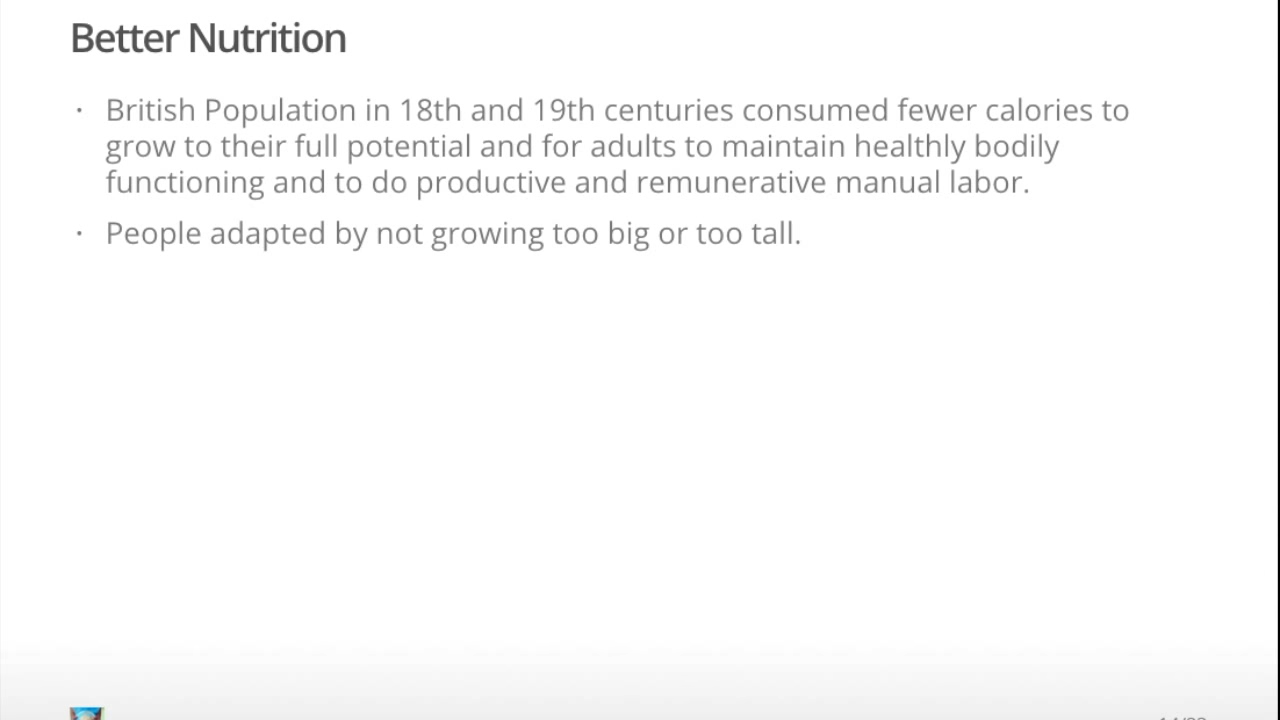 Better Nutrition
· British Population in 18th and 19th centuries consumed fewer calories to
grow to their full potential and for adults to maintain healthly bodily
functioning and to do productive and remunerative manual labor.
· People adapted by not growing too big or too tall.